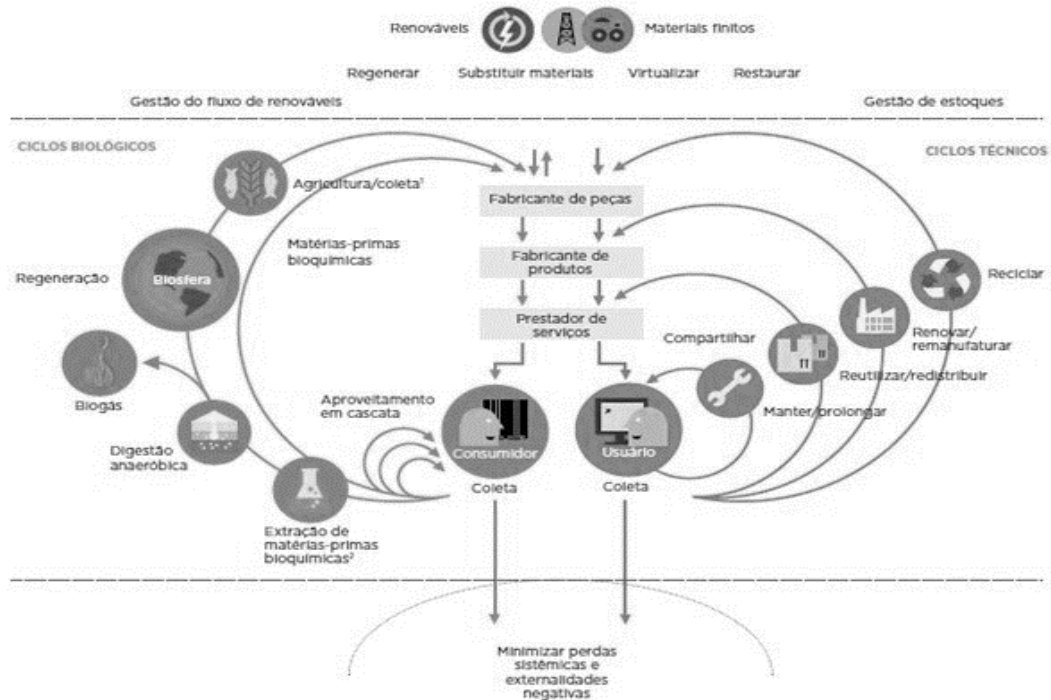 Renováveis
Materiais finitos
Regenerar
Substituir materiais
Virtualizar
Restaurar
Gestão do fluxo de renováveis
Gestão de estoques
CICLOS BIOLÓGICOS
CICLOS TÉCNICOS
Agricultura/coleta¹
Fabricante de peças
Matérias-primas
bioquímicas
Regeneração
Biosfera
Fabricante de
produtos
Reciclar
Prestador de
serviços
Compartilhar
Renovar/
remanufaturar
Reutilizar/redistribuir
Biogás
Aproveitamento
em cascata
Manter/prolongar
Digestão
anaeróbica
Consumidor
Usuário
Coleta
Coleta
Extração de
matérias-primas
bioquímicas²
Minimizar perdas
sistêmicas e
externalidades
negativas